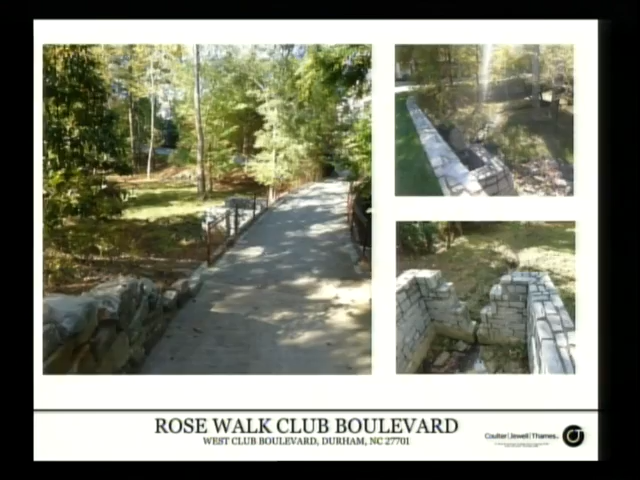 ROSE WALK CLUB BOULEVARD
WEST CLUB BOULEVARD, DURHAM, NC 27701
Coulter|Jewell|Thames